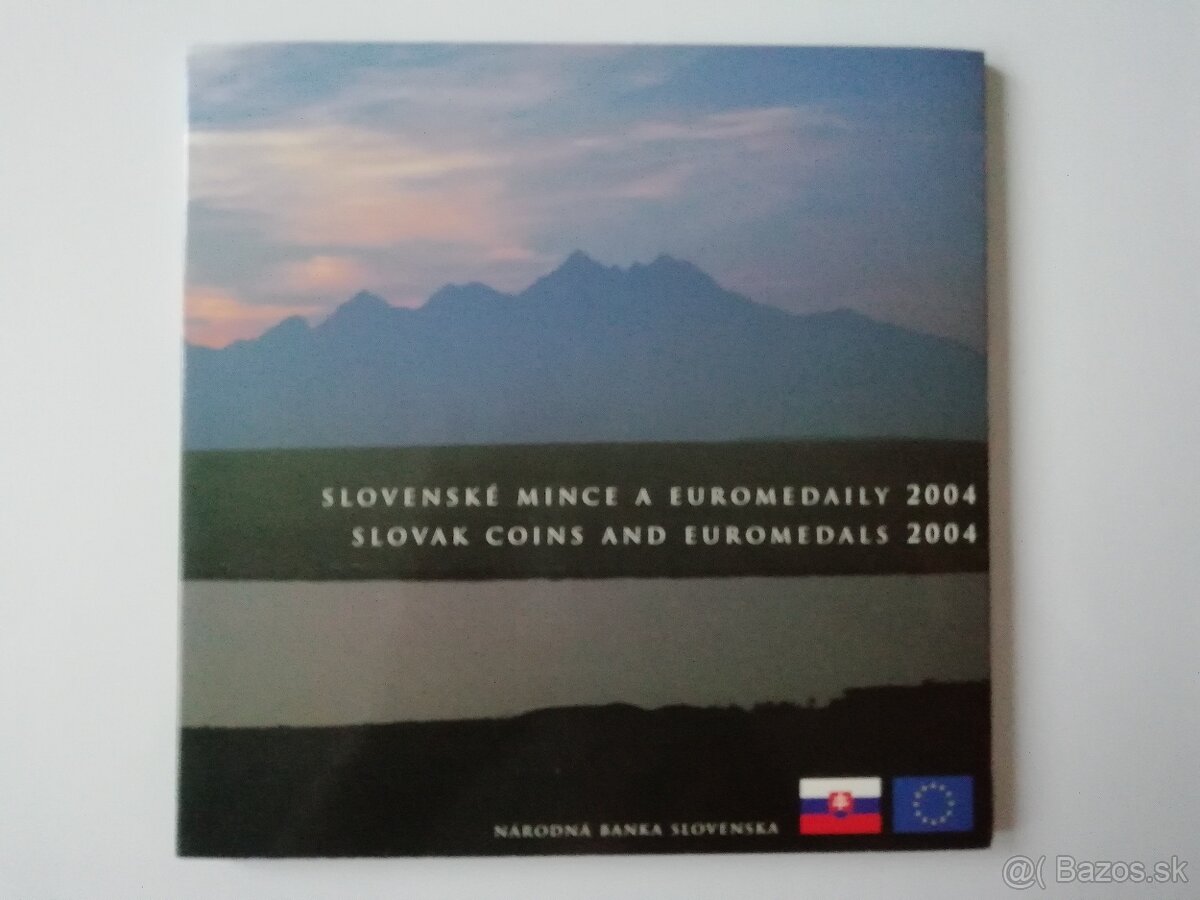 SLOVENSKÉ MINCE A EUROMEDAILY 2004
SLOVAK COINS AND EUROMEDALS 2004
NÁRODNÁ BANKA SLOVENSKA
@( Bazos.sk